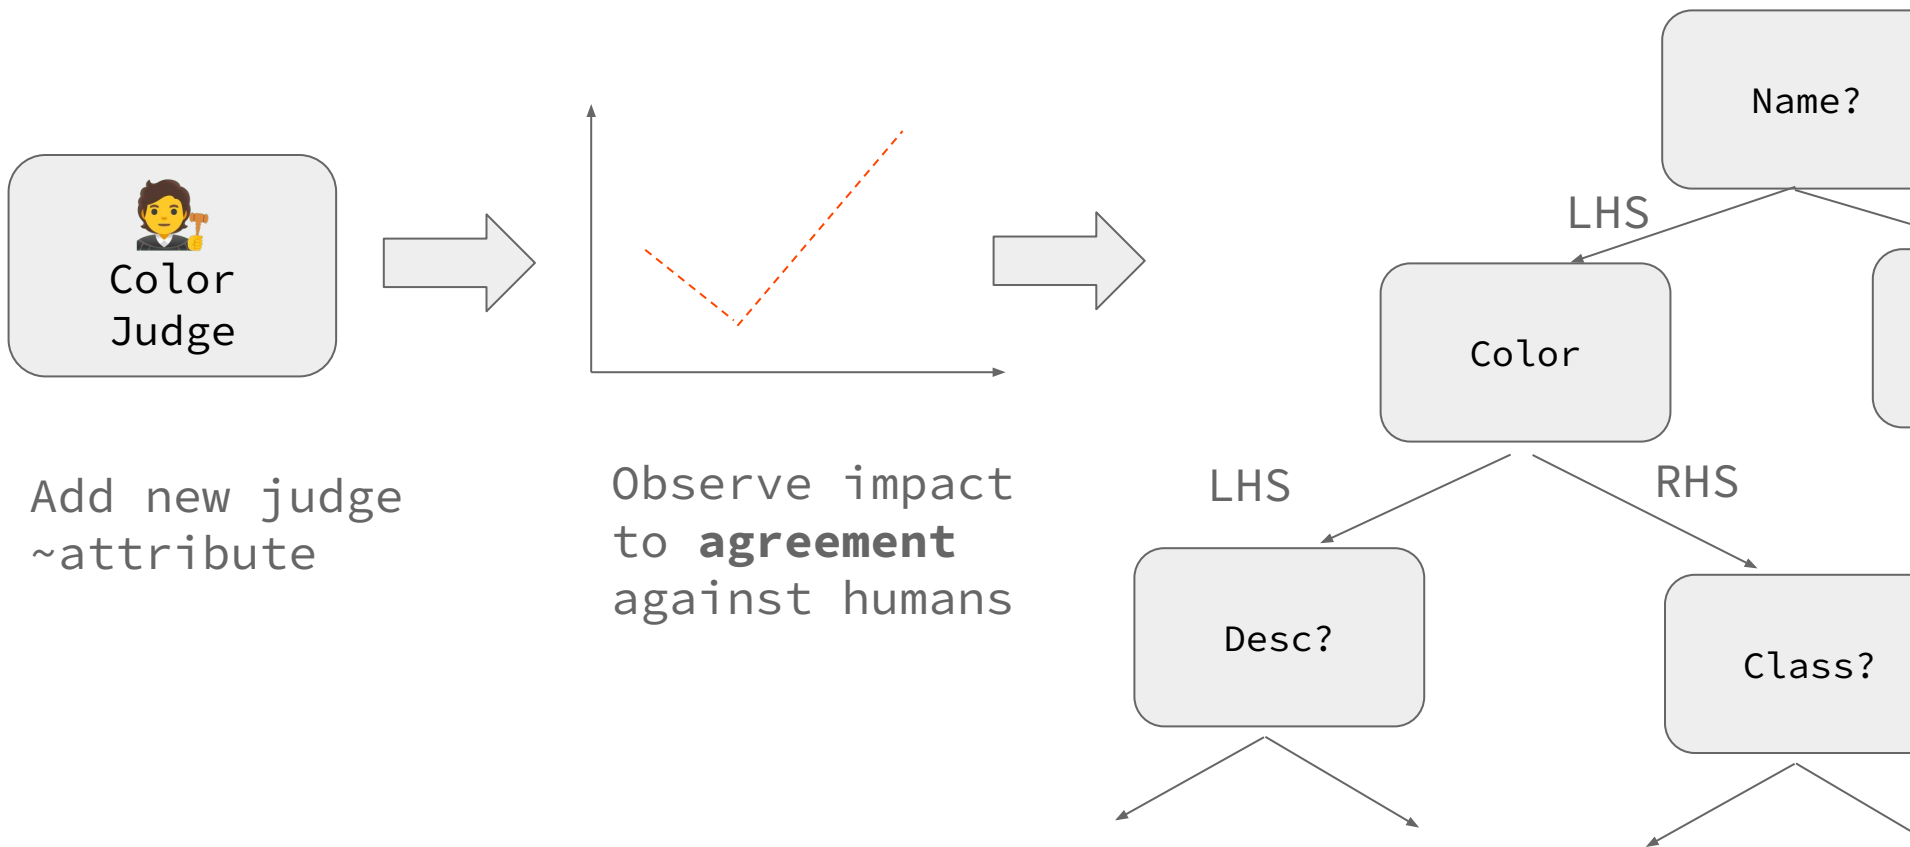 Color
Judge
Add new judge
~attribute
Observe impact
to agreement
against humans
Name?
LHS
Color
LHS
RHS
Desc?
Class?